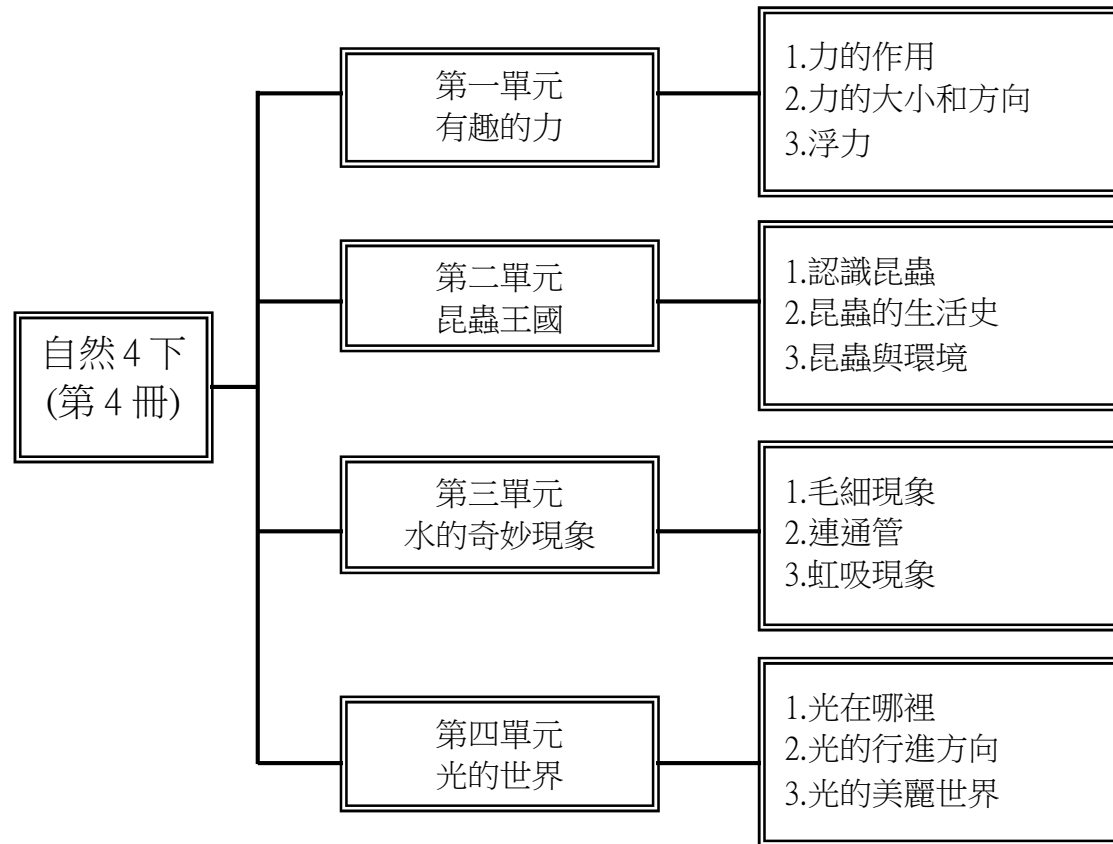 自然 4 下
(第 4 冊)
第一單元
有趣的力
1.力的作用
2.力的大小和方向
3.浮力
第二單元
昆蟲王國
1.認識昆蟲
2.昆蟲的生活史
3.昆蟲與環境
第三單元
水的奇妙現象
1.毛細現象
2.連通管
3.虹吸現象
第四單元
光的世界
1.光在哪裡
2.光的行進方向
3.光的美麗世界